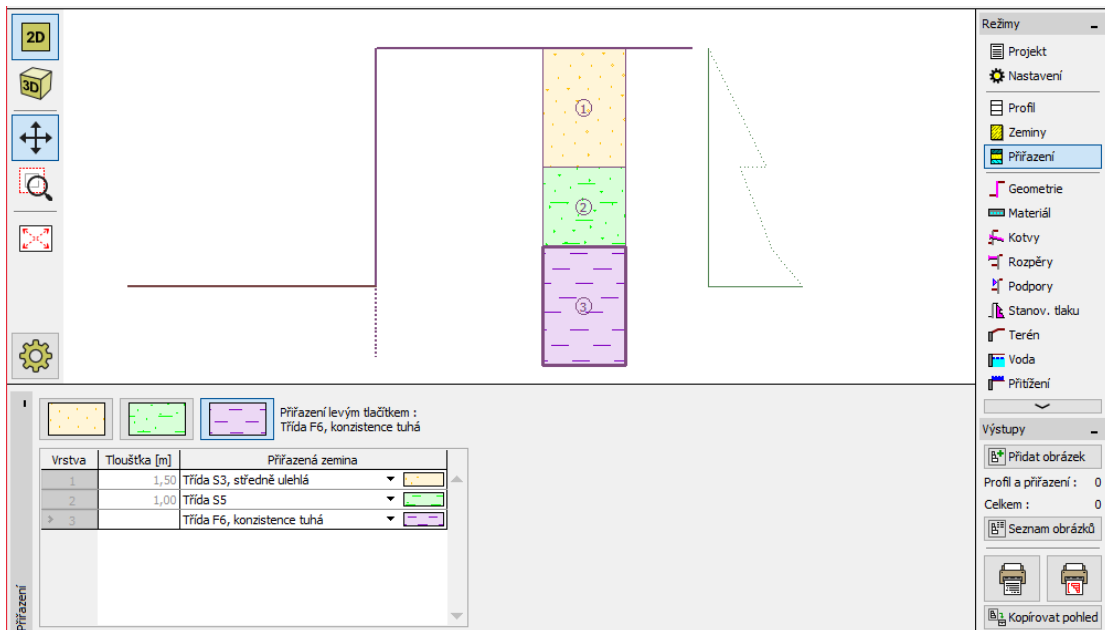 2D
3D
1
2
3
Režimy
Projekt
Nastavení
Profil
Zeminy
Přiřazení
Geometrie
Materiál
Kotvy
Rozpěry
Podpory
Stanov. tlaku
Terén
Voda
Přitížení
Přiřazení levým tlačítkem :
Třída F6, konzistence tuhá
Vrstva Tloušťka [m] Přiřazená zemina
1 1,50 Třída S3, středně ulehlá
2 1,00 Třída S5
3 Třída F6, konzistence tuhá
Přiřazení
Výstupy
Přidat obrázek
Profil a přiřazení : 0
Celkem : 0
Seznam obrázků
Kopírovat pohled